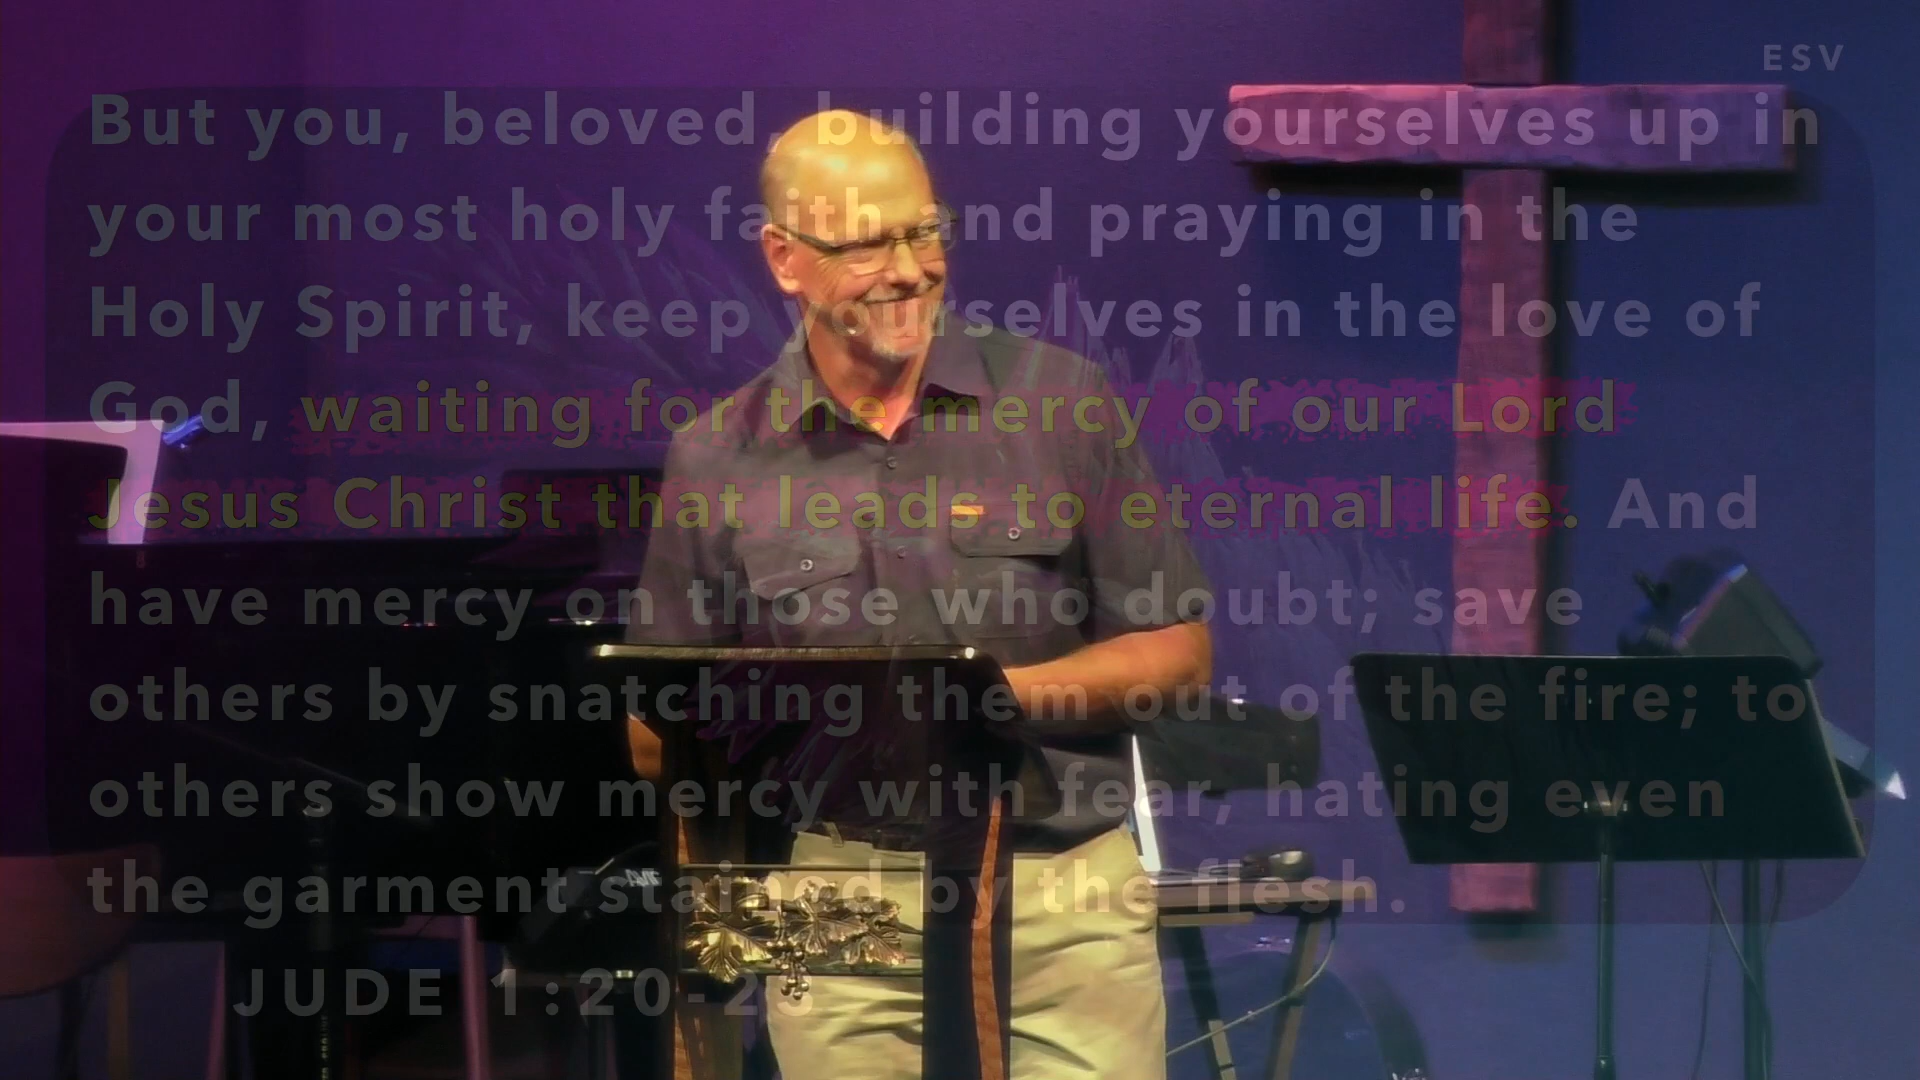 ESV
But you, beloved, building yourselves up in
your most holy faith and praying in the
Holy Spirit, keep yourselves in the love of
God, waiting for the mercy of our Lord
Jesus Christ that leads to eternal life. And
have mercy on those who doubt; save
others by snatching them out of the fire; to
others show mercy with fear, hating even
the garment stained by the flesh.
JUDE 1:20-23